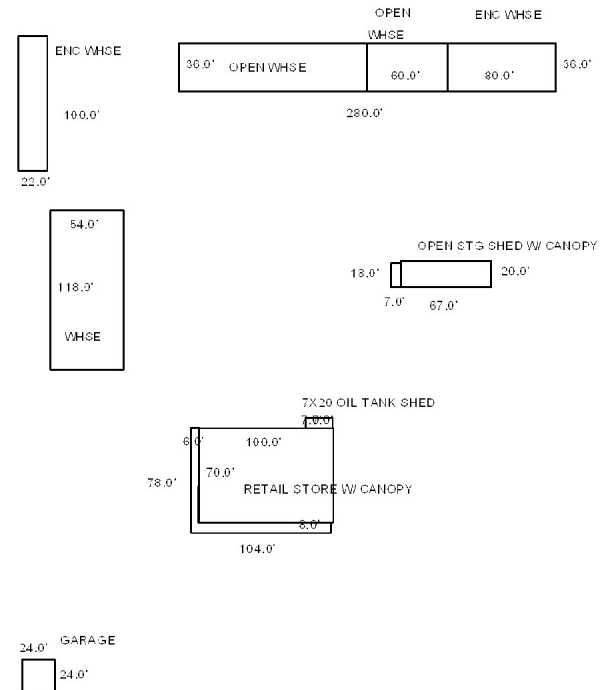 OPEN
WHSE
ENC WHSE
ENC WHSE
36.0'
OPEN WHSE
60.0'
80.0'
36.0'
100.0'
280.0'
22.0'
54.0'
118.0'
WHSE
OPEN STG SHED W/ CANOPY
18.0'
20.0'
7.0'
67.0'
7X20 OIL TANK SHED
6.0'
100.0'
78.0'
70.0'
RETAIL STORE W/ CANOPY
8.0'
104.0'
GARAGE
24.0'
24.0'